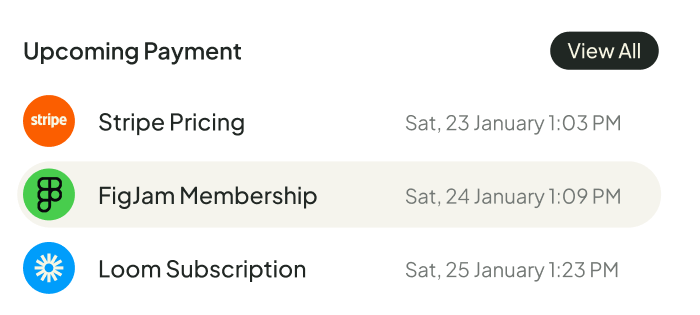 Upcoming Payment View All
stripe Stripe Pricing Sat, 23 January 1:03 PM
FigJam Membership Sat, 24 January 1:09 PM
Loom Subscription Sat, 25 January 1:23 PM